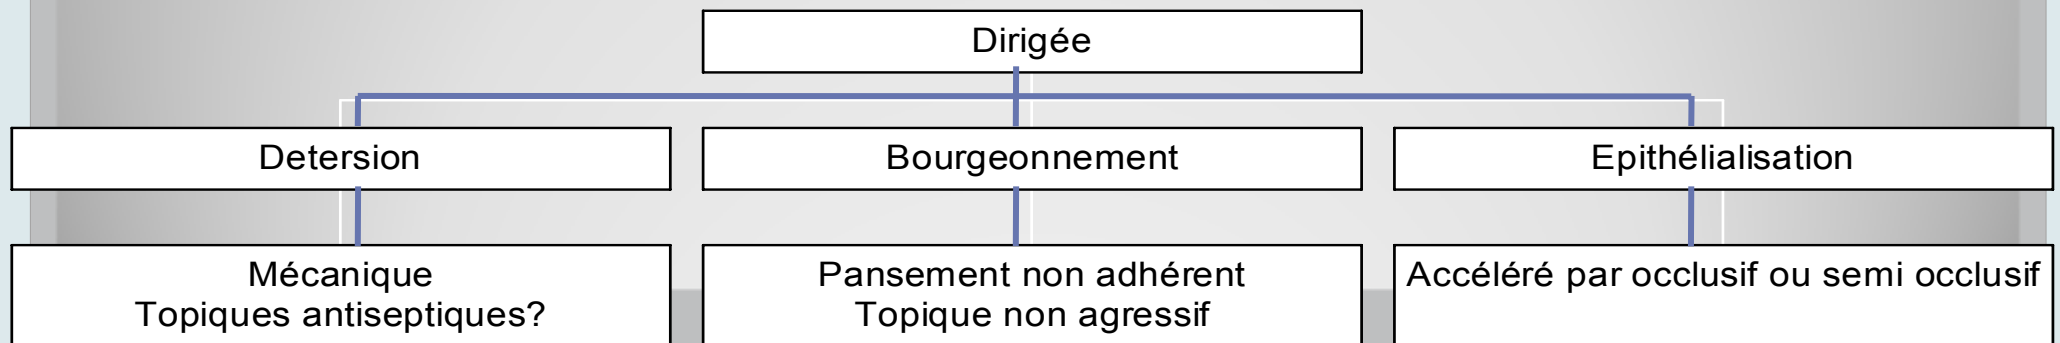 Dirigée
Detersion
Bourgeonnement
Epithélialisation
Mécanique
Topiques antiseptiques?
Pansement non adhérent
Topique non agressif
Accéléré par occlusif ou semi occlusif